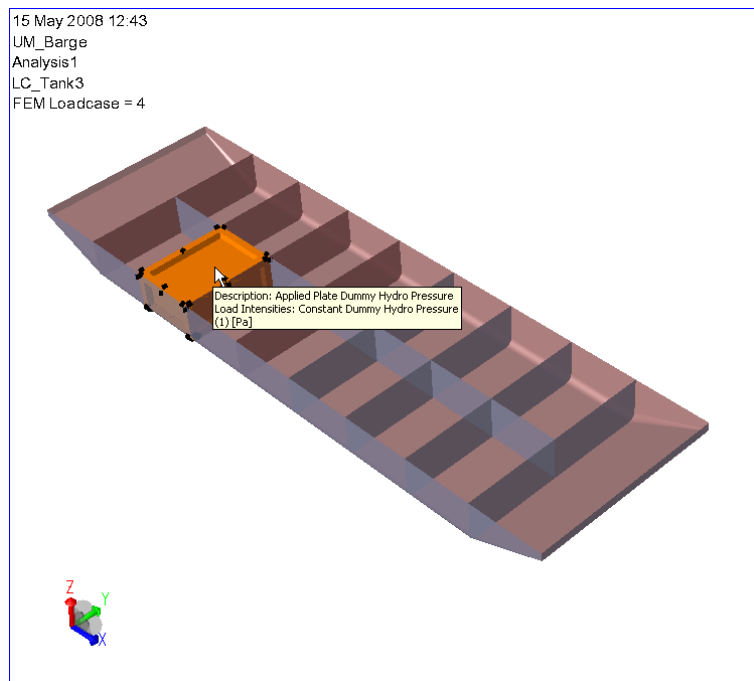 15 May 2008 12:43
UM_Barge
Analysis1
LC_Tank3
FEM Loadcase = 4
Description: Applied Plate Dummy Hydro Pressure
Load Intensities: Constant Dummy Hydro Pressure
(1) [Pa]
Z
Y
X